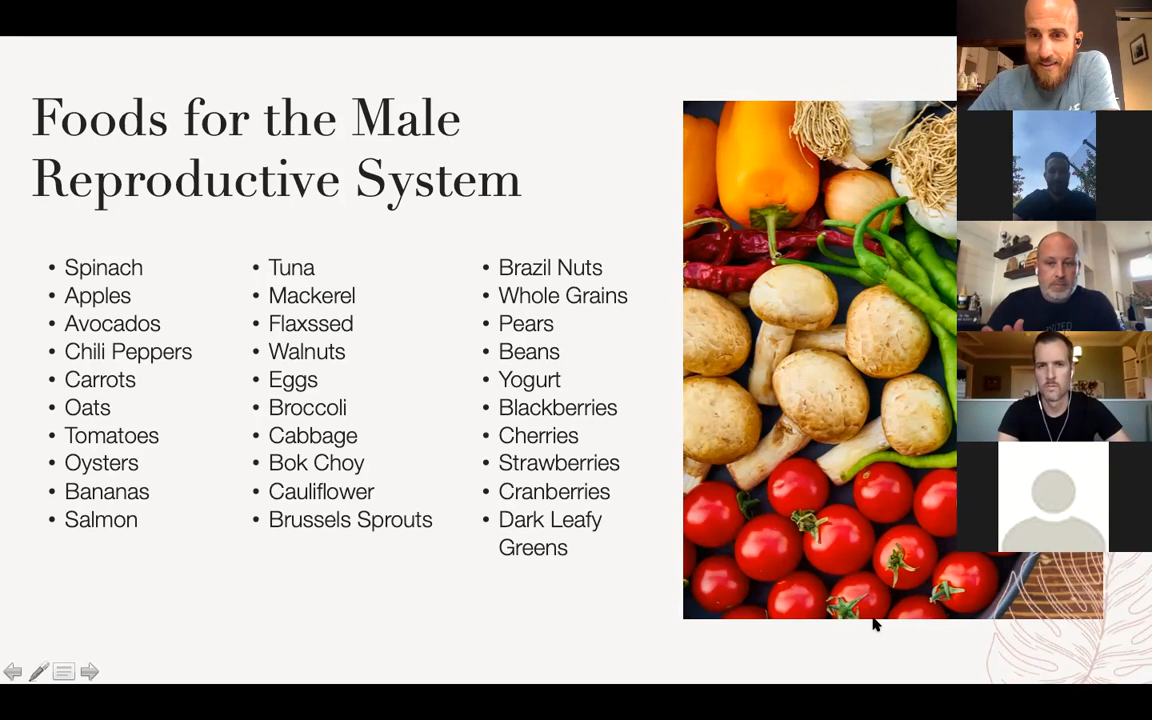 Foods for the Male
Reproductive System
• Spinach
• Apples
• Avocados
• Chili Peppers
• Carrots
• Oats
• Tomatoes
• Oysters
• Bananas
• Salmon
• Tuna
• Mackerel
• Flaxssed
• Walnuts
• Eggs
• Broccoli
• Cabbage
• Bok Choy
• Cauliflower
• Brussels Sprouts
• Brazil Nuts
• Whole Grains
• Pears
• Beans
• Yogurt
• Blackberries
• Cherries
• Strawberries
• Cranberries
• Dark Leafy
Greens